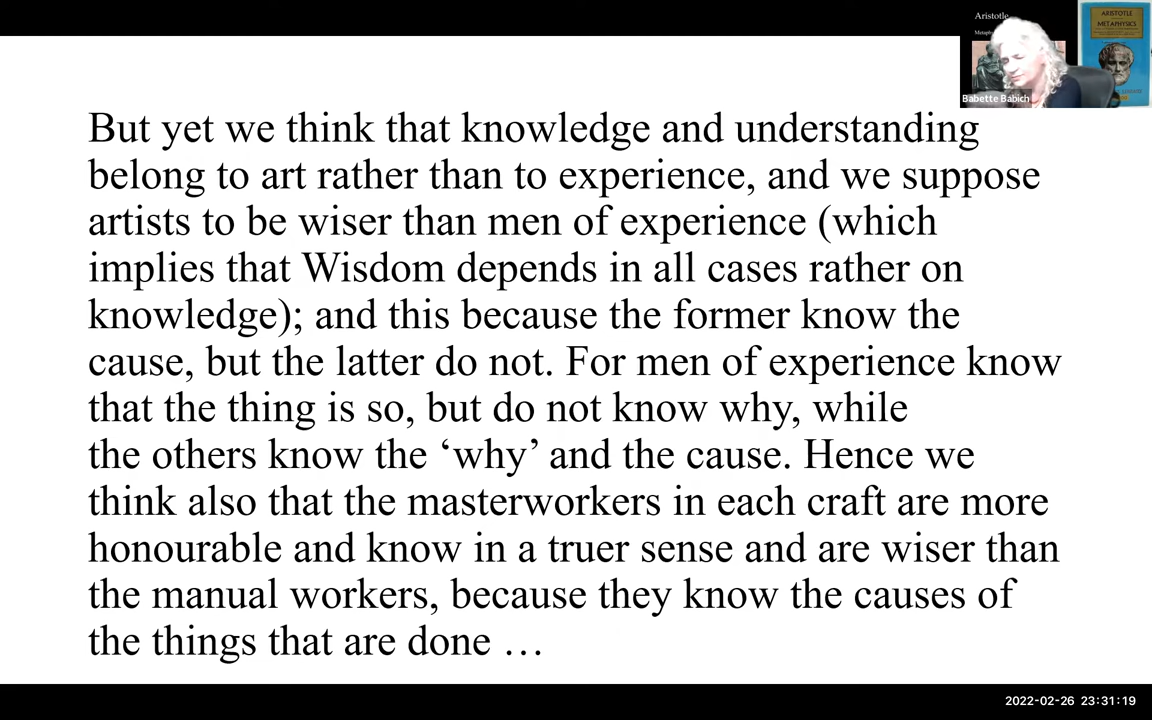 Aristotle
ARISTOTLE
METAPHYSICS
Babette Babich
But yet we think that knowledge and understanding
belong to art rather than to experience, and we suppose
artists to be wiser than men of experience (which
implies that Wisdom depends in all cases rather on
knowledge); and this because the former know the
cause, but the latter do not. For men of experience know
that the thing is so, but do not know why, while
the others know the ‘why’ and the cause. Hence we
think also that the masterworkers in each craft are more
honourable and know in a truer sense and are wiser than
the manual workers, because they know the causes of
the things that are done …
2022-02-26 23:31:19